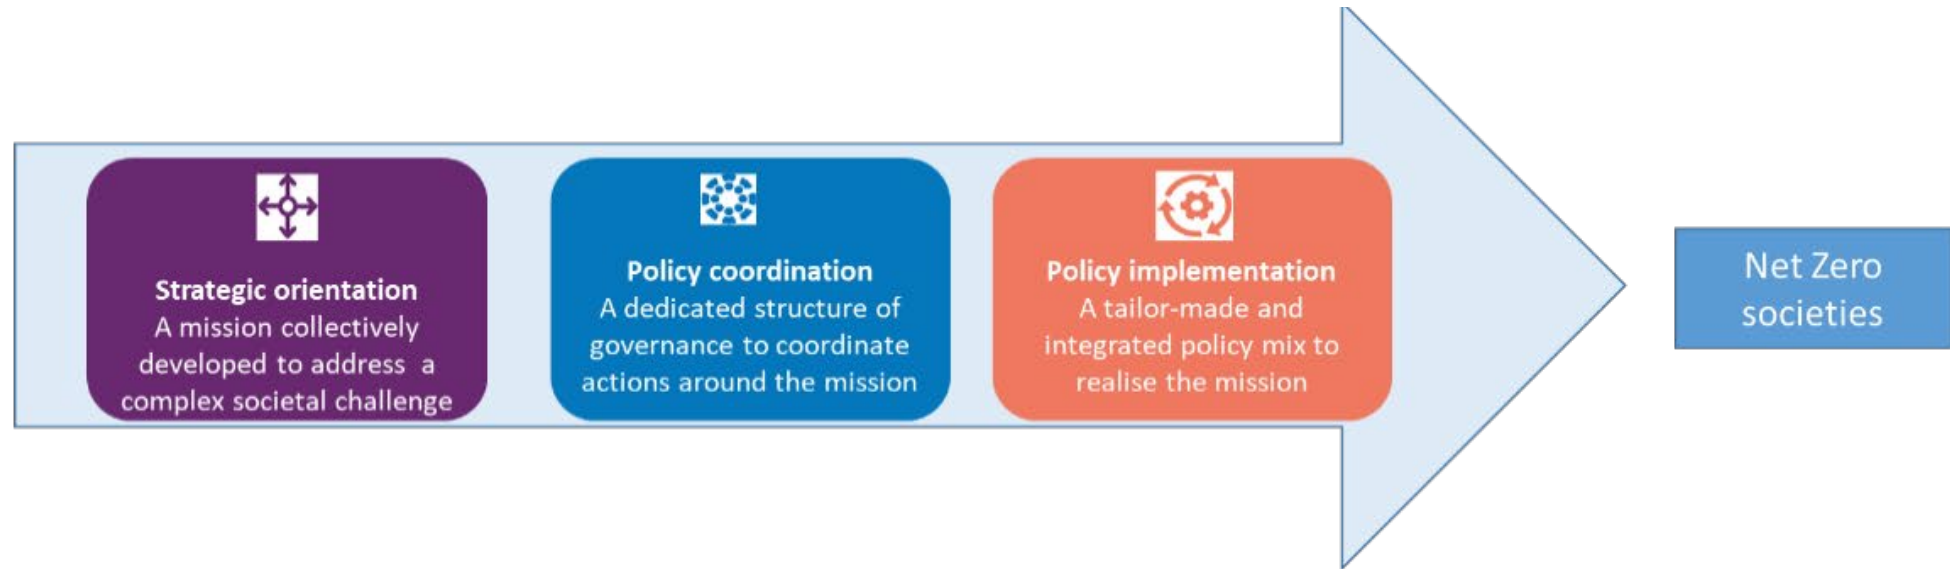 Strategic orientation
A mission collectively
developed to address a
complex societal challenge
Policy coordination
A dedicated structure of
governance to coordinate
actions around the mission
Policy implementation
A tailor-made and
integrated policy mix to
realise the mission
Net Zero
societies